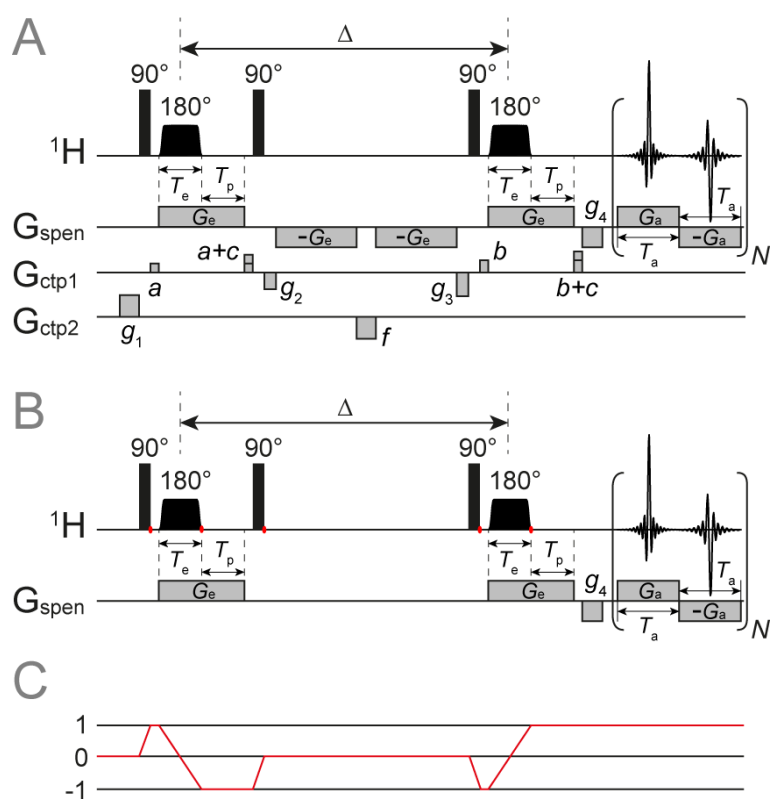 A
Δ
90° 90° 90°
180° 180°
¹H
Tₑ Tₚ Tₑ Tₚ Tₐ
Gₛₚₑₙ Gₑ -Gₑ -Gₑ Gₑ g₄ Gₐ -Gₐ
Tₐ N
a+c b
G_ctp1 a g₂ g₃ b+c
G_ctp2 g₁ f
B
Δ
90° 90° 90°
180° 180°
¹H
Tₑ Tₚ Tₑ Tₚ Tₐ
Gₛₚₑₙ Gₑ Gₑ g₄ Gₐ -Gₐ
Tₐ N
C
1
0
-1